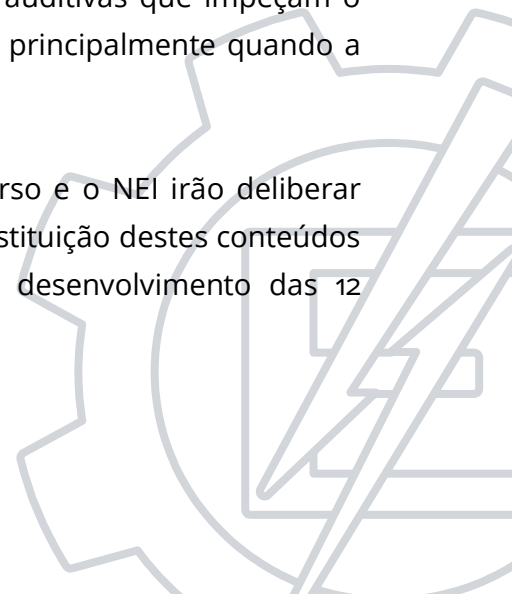 auditivas que impeçam o
principalmente quando a
rso e o NEI irão deliberar
stituição destes conteúdos
desenvolvimento das 12